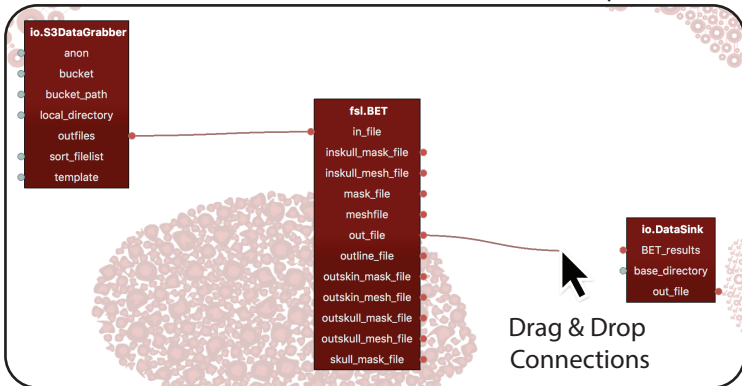 io.S3DataGrabber
anon
bucket
bucket_path
local_directory
outfiles
sort_filelist
template
fsl.BET
in_file
inskull_mask_file
inskull_mesh_file
mask_file
meshfile
out_file
outline_file
outskin_mask_file
outskin_mesh_file
outskull_mask_file
outskull_mesh_file
skull_mask_file
io.DataSink
BET_results
base_directory
out_file
Drag & Drop
Connections